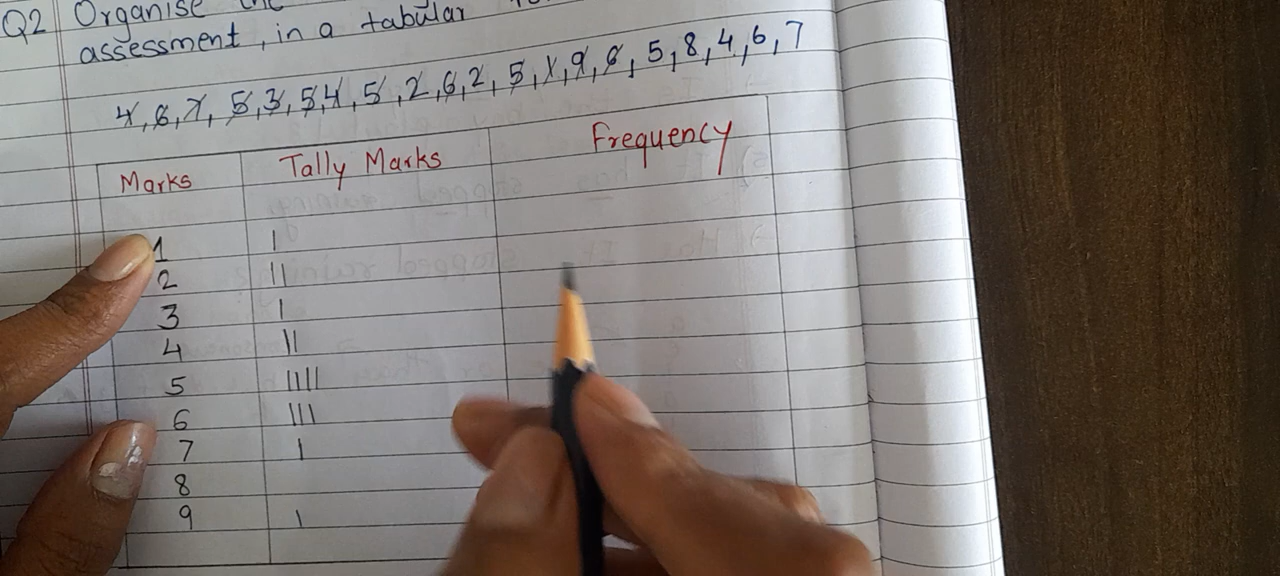 Q2 Organise the
assessment, in a tabular
4, 6, 7, 5, 3, 5, 4, 5, 2, 6, 2, 5, 1, 9, 6, 5, 8, 4, 6, 7
Marks Tally Marks Frequency
1 |
2 ||
3 |
4 ||
5 ||||
6 |||
7 |
8
9 |